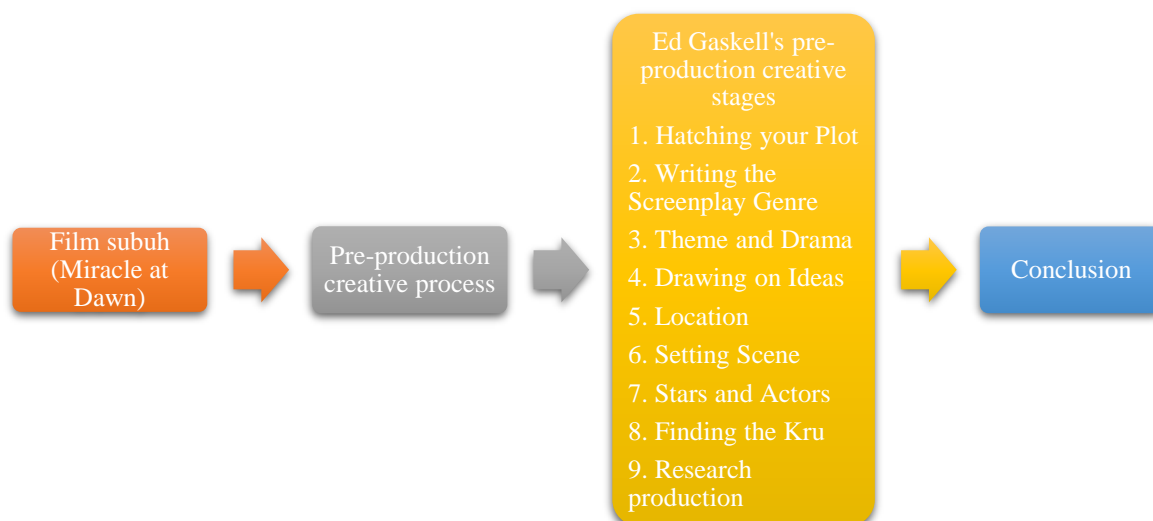 Film subuh
(Miracle at
Dawn)
Pre-production
creative process
Ed Gaskell's pre-
production creative
stages
1. Hatching your Plot
2. Writing the
Screenplay Genre
3. Theme and Drama
4. Drawing on Ideas
5. Location
6. Setting Scene
7. Stars and Actors
8. Finding the Kru
9. Research
production
Conclusion